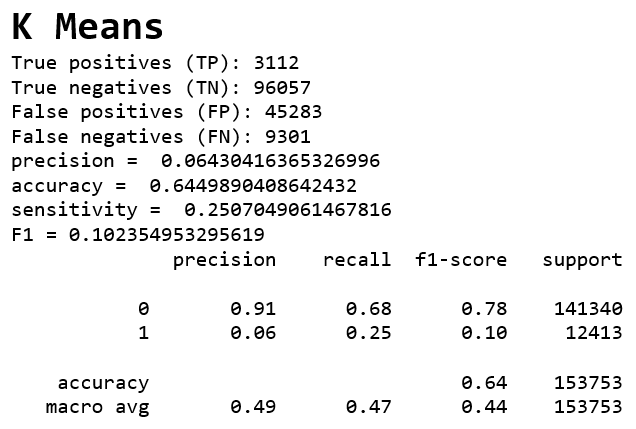 K Means
True positives (TP): 3112
True negatives (TN): 96057
False positives (FP): 45283
False negatives (FN): 9301
precision =  0.06430416365326996
accuracy =  0.6449890408642432
sensitivity =  0.2507049061467816
F1 = 0.102354953295619
precision    recall  f1-score   support
0       0.91      0.68      0.78    141340
1       0.06      0.25      0.10     12413
accuracy                           0.64    153753
macro avg       0.49      0.47      0.44    153753